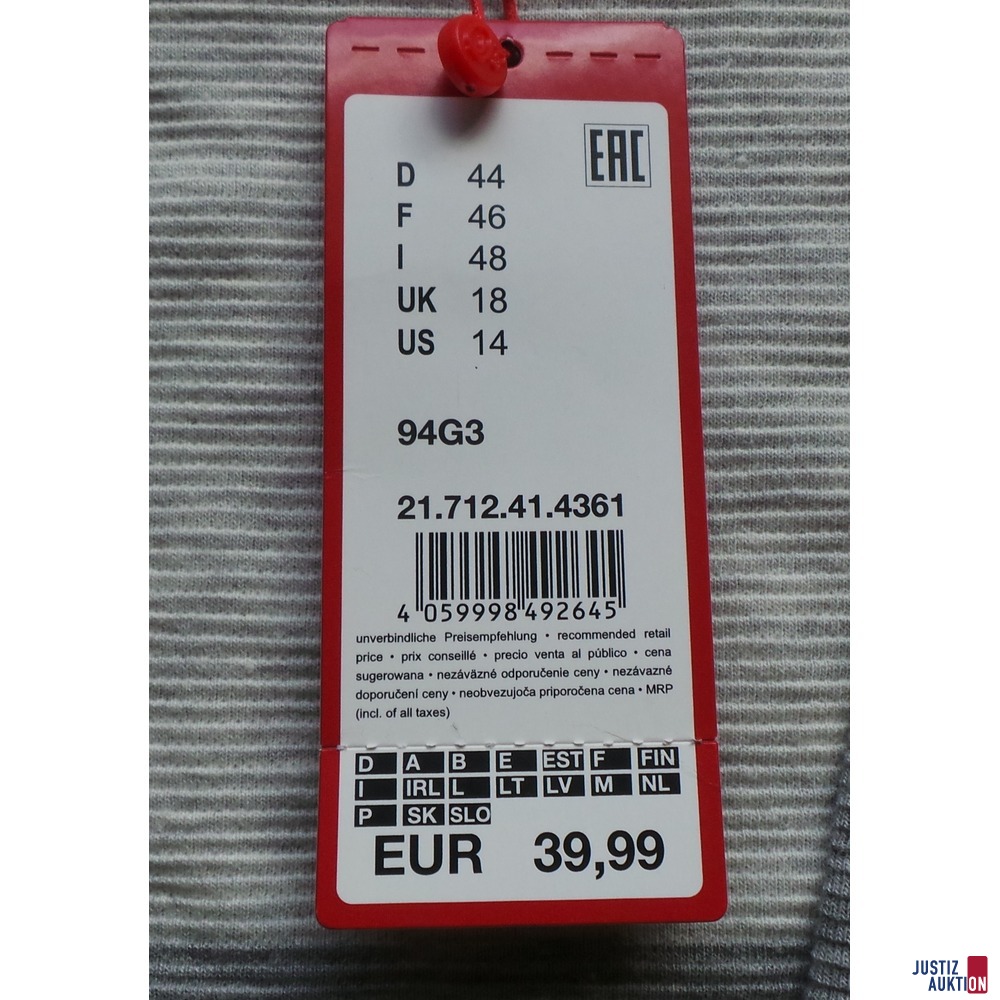 EAC
D 44
F 46
I 48
UK 18
US 14
94G3
21.712.41.4361
4 059998 492645
unverbindliche Preisempfehlung • recommended retail
price • prix conseillé • precio venta al público • cena
sugerowana • nezáväzné odporučenie ceny • nezávazné
doporučení ceny • neobvezujoča priporočena cena • MRP
(incl. of all taxes)
D A B E EST F FIN
I IRL L LT LV M NL
P SK SLO
EUR 39,99
JUSTIZ
AUKTION